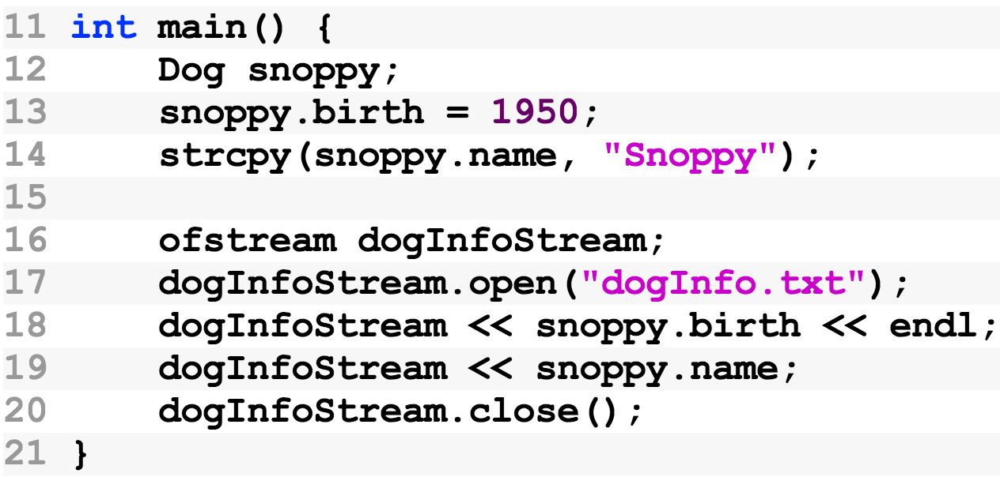 11 int main() {
12     Dog snoppy;
13     snoppy.birth = 1950;
14     strcpy(snoppy.name, "Snoppy");
15
16     ofstream dogInfoStream;
17     dogInfoStream.open("dogInfo.txt");
18     dogInfoStream << snoppy.birth << endl;
19     dogInfoStream << snoppy.name;
20     dogInfoStream.close();
21 }